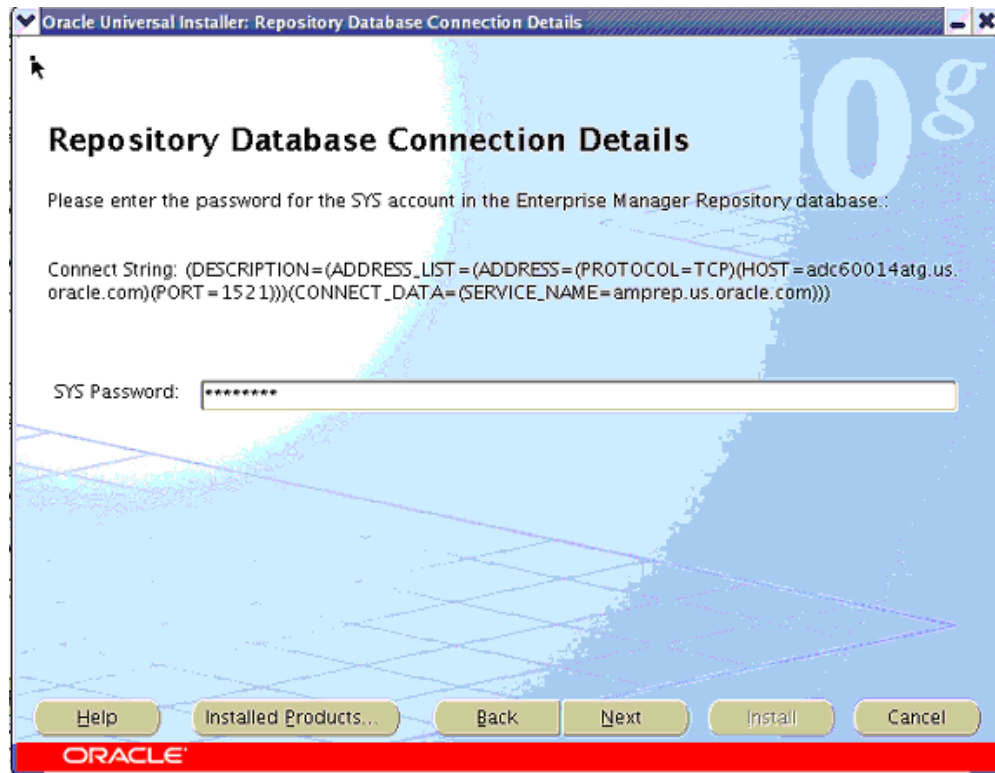 Oracle Universal Installer: Repository Database Connection Details
0g
Repository Database Connection Details
Please enter the password for the SYS account in the Enterprise Manager Repository database.:
Connect String: (DESCRIPTION=(ADDRESS_LIST=(ADDRESS=(PROTOCOL=TCP)(HOST=adc60014atg.us.
oracle.com)(PORT=1521)))(CONNECT_DATA=(SERVICE_NAME=amprep.us.oracle.com)))
SYS Password: ********
Help Installed Products... Back Next Install Cancel
ORACLE